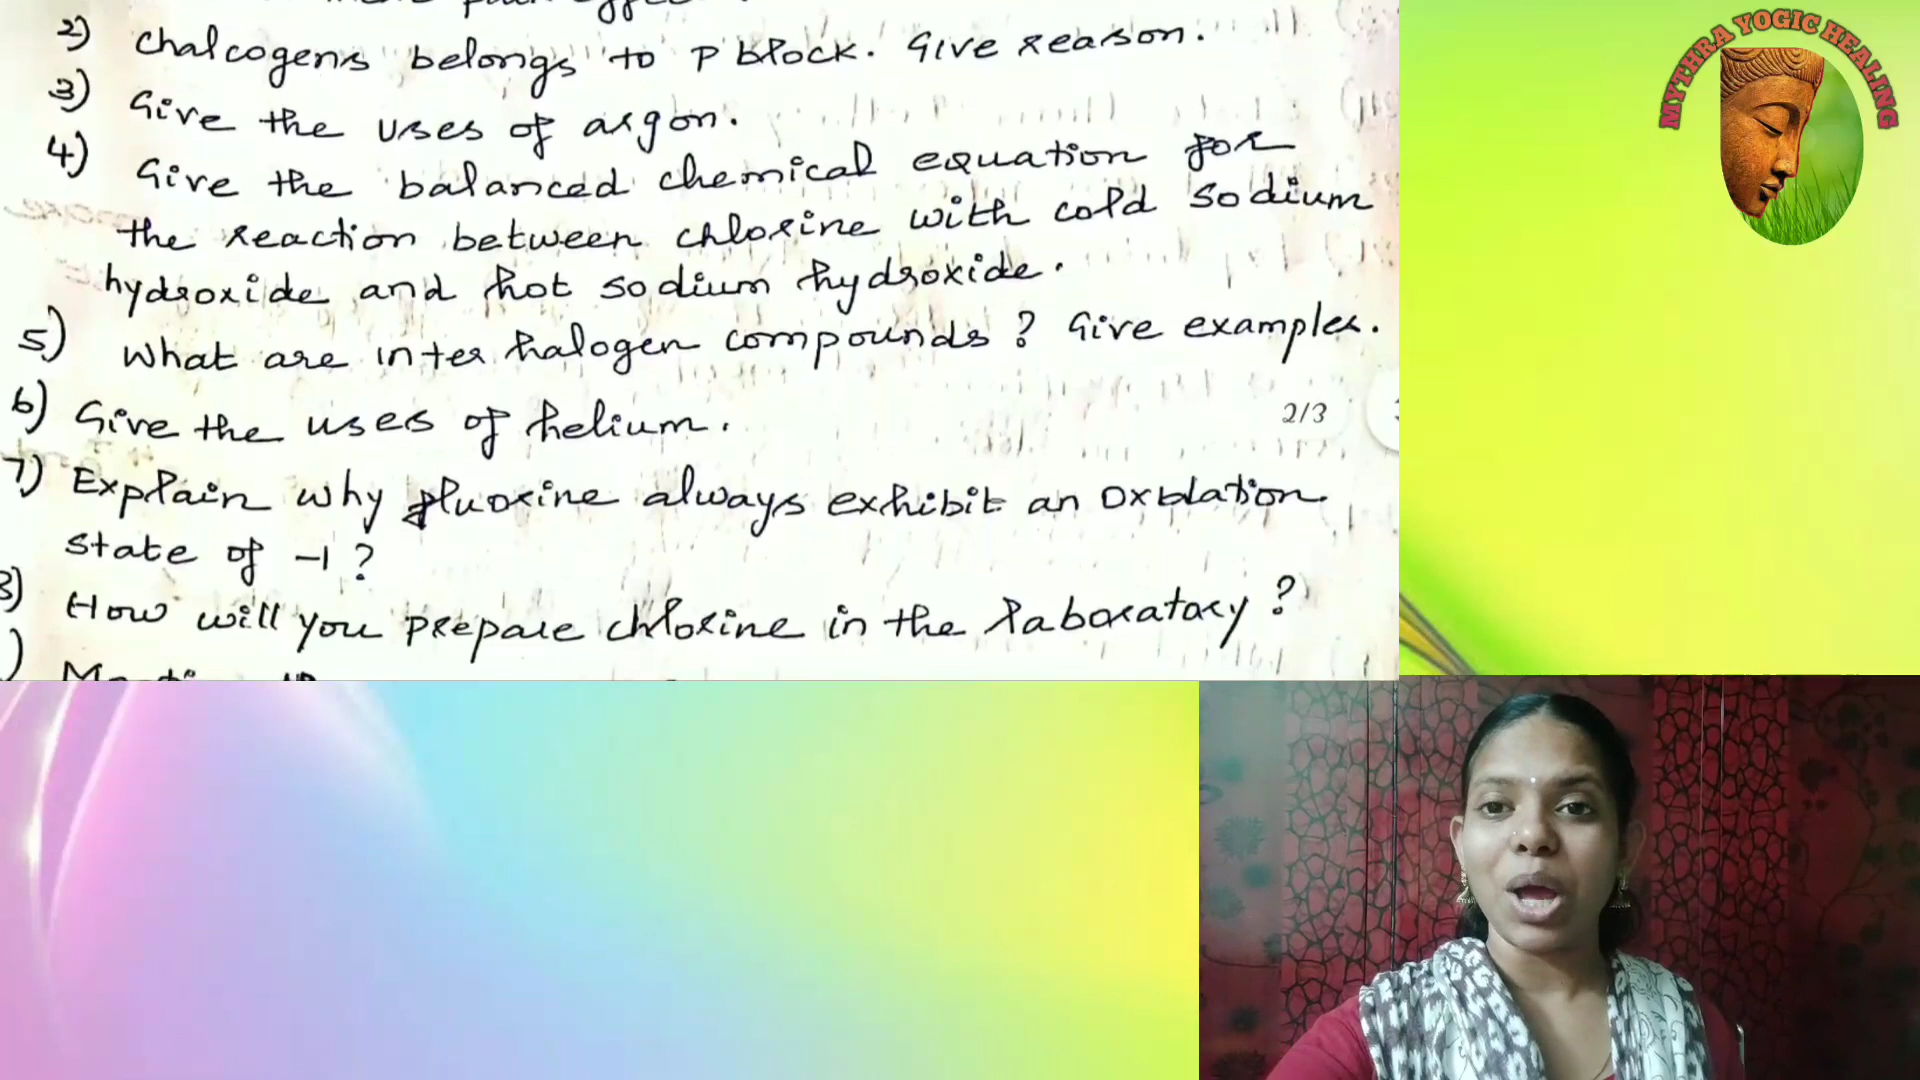 2) chalcogens belongs to p block. Give reason.
3) Give the uses of argon.
4) Give the balanced chemical equation for
the reaction between chlorine with cold sodium
hydroxide and hot sodium hydroxide.
5) What are inter halogen compounds? Give examples.
6) Give the uses of helium.
2/3
7) Explain why fluorine always exhibit an
state of -1?
8) How will you prepare chlorine in the laboratary?
MYTHRA YOGIC HEALING